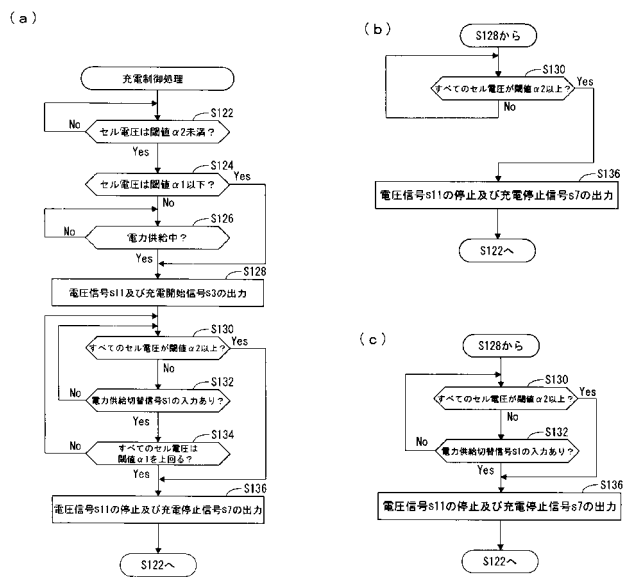 (a)
充電制御処理
S122
セル電圧は閾値α2未満？
No
Yes
S124
セル電圧は閾値α1以下？
Yes
No
S126
電力供給中？
No
Yes
S128
電圧信号s11及び充電開始信号s3の出力
S130
すべてのセル電圧が閾値α2以上？
Yes
No
S132
電力供給切替信号s1の入力あり？
No
Yes
S134
すべてのセル電圧は
閾値α1を上回る？
No
Yes
S136
電圧信号s11の停止及び充電停止信号s7の出力
S122へ
(b)
S128から
S130
すべてのセル電圧が閾値α2以上？
Yes
No
S136
電圧信号s11の停止及び充電停止信号s7の出力
S122へ
(c)
S128から
S130
すべてのセル電圧が閾値α2以上？
Yes
No
S132
電力供給切替信号s1の入力あり？
No
Yes
S136
電圧信号s11の停止及び充電停止信号s7の出力
S122へ